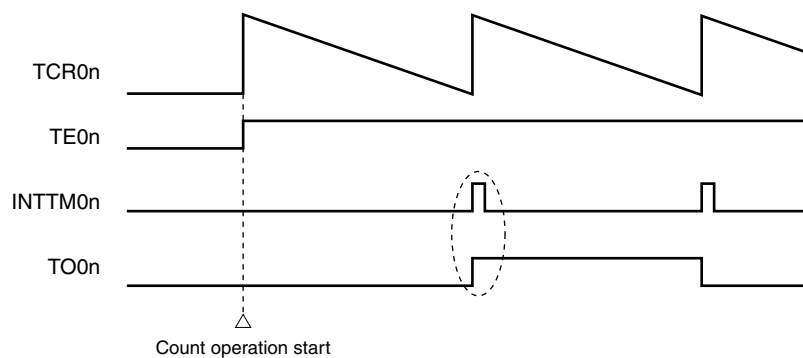 TCR0n
TE0n
INTTM0n
TO0n
Count operation start